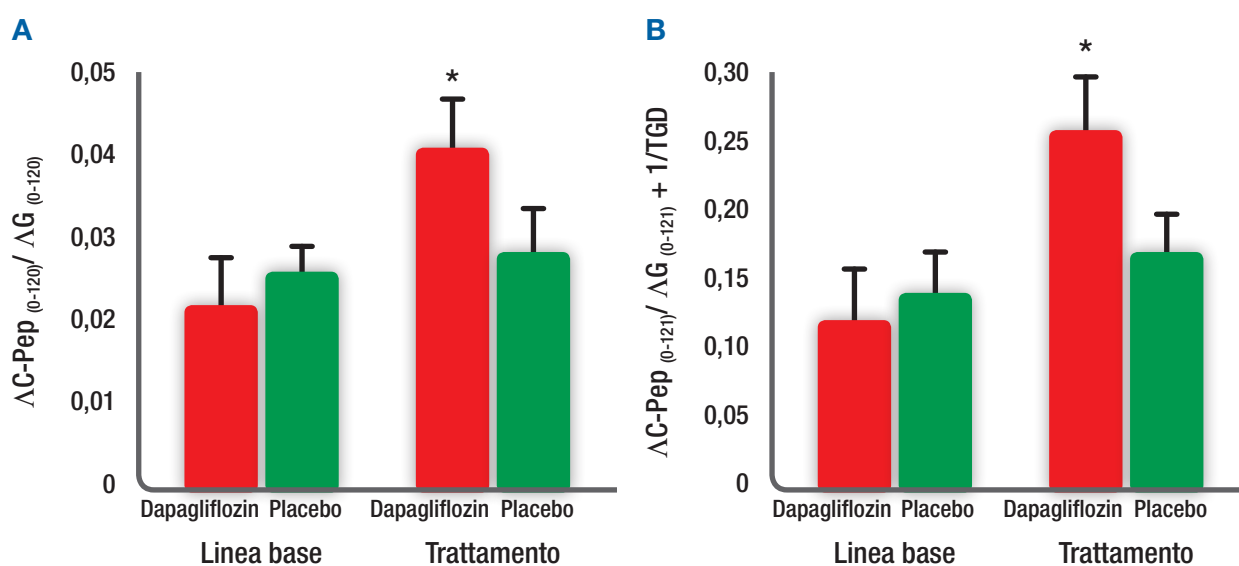 A
ΛC-Pep (0-120)/ ΛG (0-120)
0,05
0,04
0,03
0,02
0,01
0
*
Dapagliflozin Placebo Dapagliflozin Placebo
Linea base Trattamento
B
ΛC-Pep (0-121)/ ΛG (0-121) + 1/TGD
0,30
0,25
0,20
0,15
0,10
0,05
0
*
Dapagliflozin Placebo Dapagliflozin Placebo
Linea base Trattamento